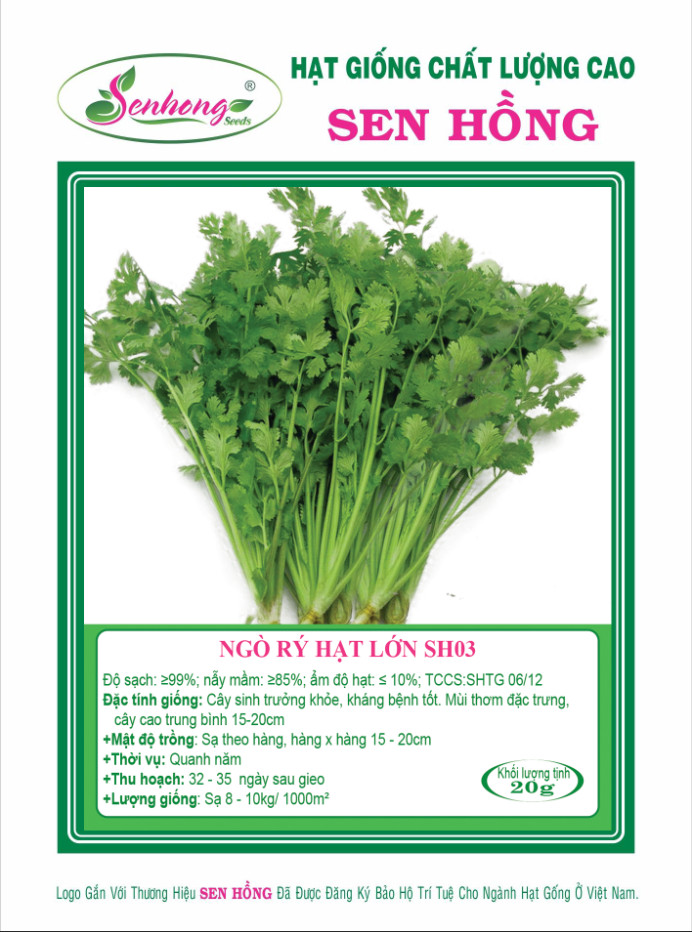 Senhong ®
Seeds
HẠT GIỐNG CHẤT LƯỢNG CAO
SEN HỒNG
NGÒ RÝ HẠT LỚN SH03
Độ sạch: ≥99%; nẫy mầm: ≥85%; ẩm độ hạt: ≤ 10%; TCCS:SHTG 06/12
Đặc tính giống: Cây sinh trưởng khỏe, kháng bệnh tốt. Mùi thơm đặc trưng,
cây cao trung bình 15-20cm
+Mật độ trồng: Sạ theo hàng, hàng x hàng 15 - 20cm
+Thời vụ: Quanh năm
+Thu hoạch: 32 - 35 ngày sau gieo
+Lượng giống: Sạ 8 - 10kg/ 1000m²
Khối lượng tịnh
20g
Logo Gắn Với Thương Hiệu SEN HỒNG Đã Được Đăng Ký Bảo Hộ Trí Tuệ Cho Ngành Hạt Gống Ở Việt Nam.